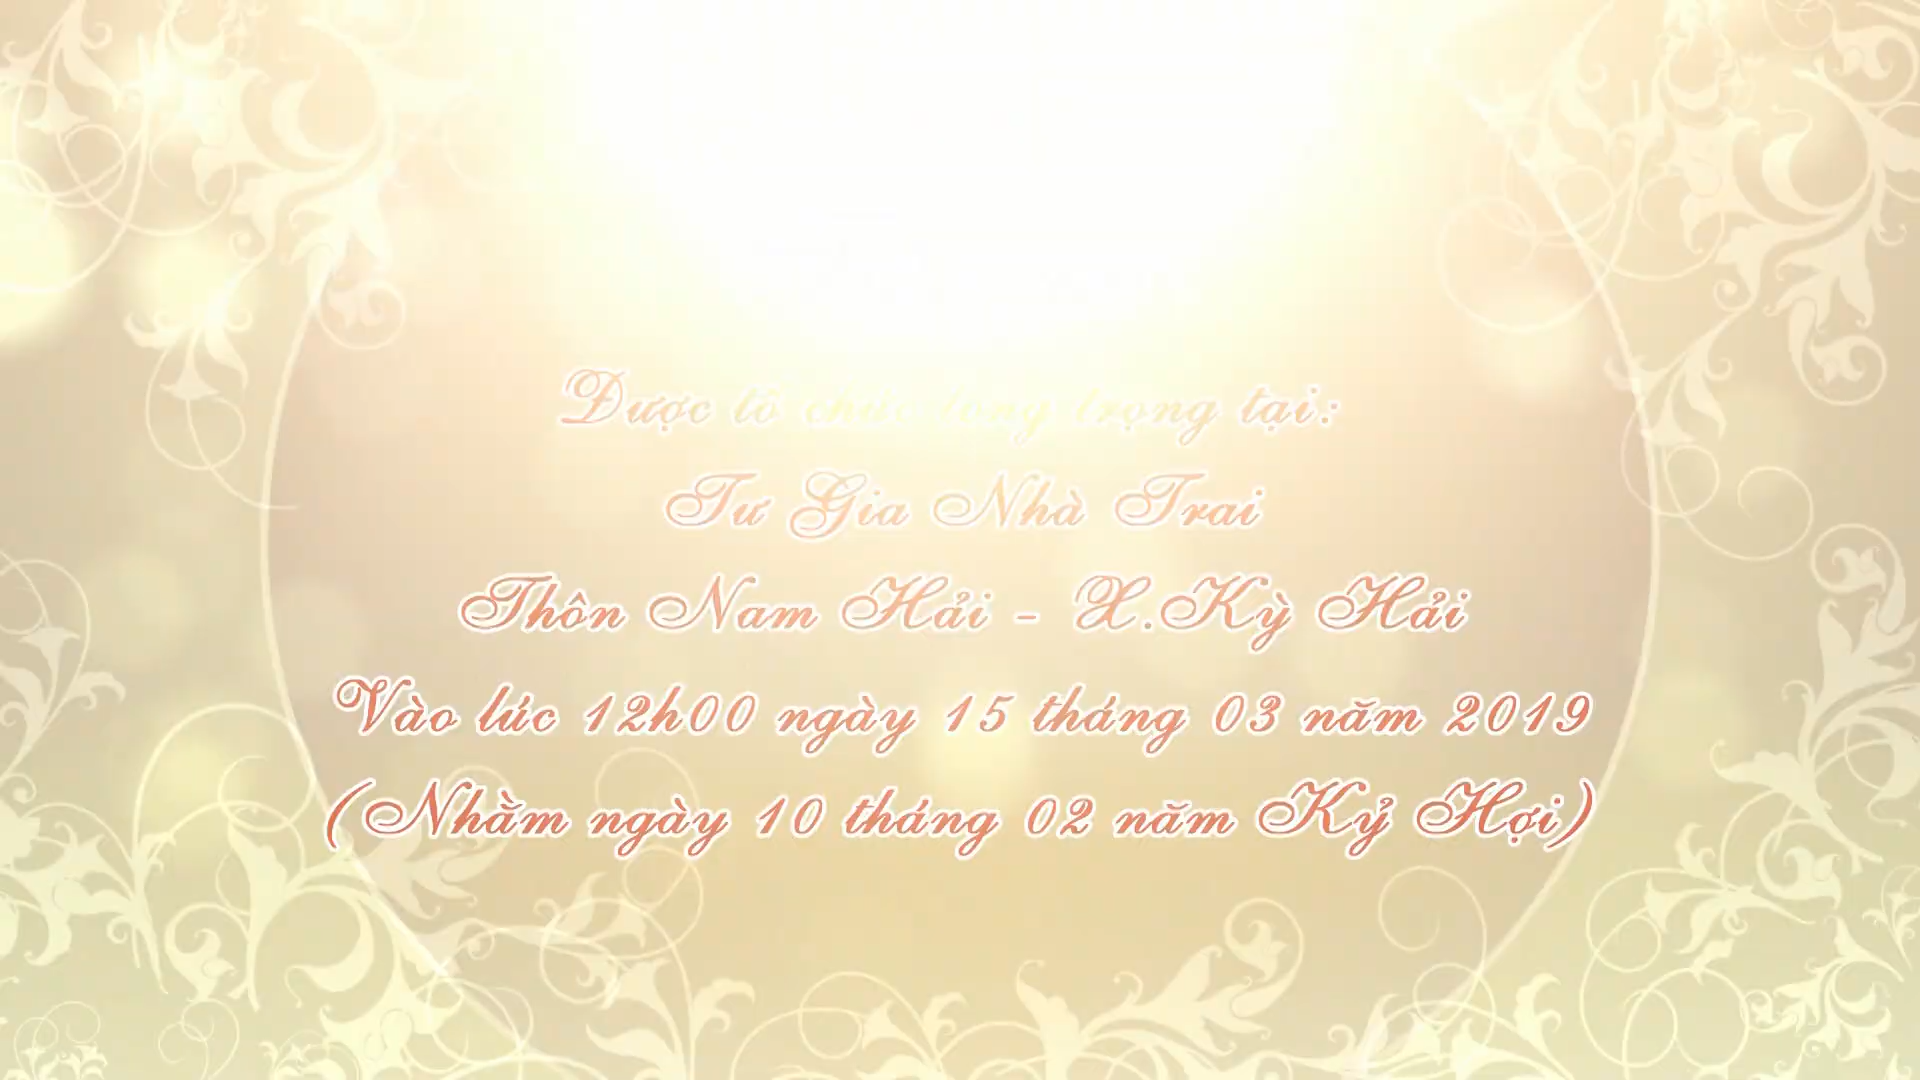 Được tổ chức long trọng tại:
Tư Gia Nhà Trai
Thôn Nam Hải - X.Kỳ Hải
Vào lúc 12h00 ngày 15 tháng 03 năm 2019
(Nhằm ngày 10 tháng 02 năm Kỷ Hợi)